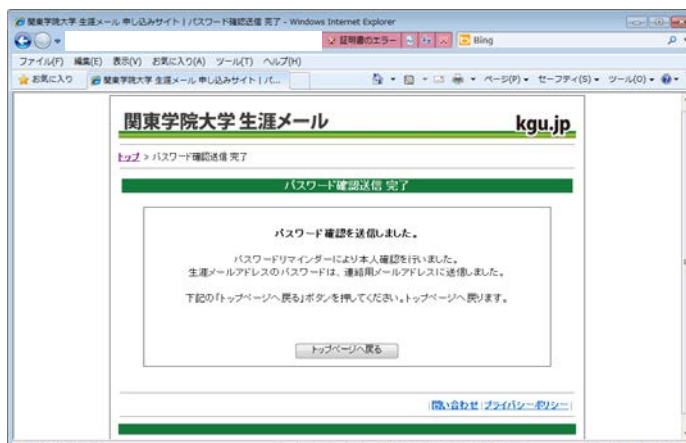 関東学院大学 生涯メール 申し込みサイト | パスワード確認送信 完了 - Windows Internet Explorer
証明書のエラー
Bing
ファイル(F) 編集(E) 表示(V) お気に入り(A) ツール(T) ヘルプ(H)
お気に入り
関東学院大学 生涯メール 申し込みサイト | パ...
ページ(P) セーフティ(S) ツール(O)
関東学院大学 生涯メール
kgu.jp
トップ > パスワード確認送信 完了
パスワード確認送信 完了
パスワード確認を送信しました。
パスワードリマインダーにより本人確認を行いました。
生涯メールアドレスのパスワードは、連絡用メールアドレスに送信しました。
下記の「トップページへ戻る」ボタンを押してください。トップページへ戻ります。
トップページへ戻る
|問い合わせ|プライバシーポリシー|